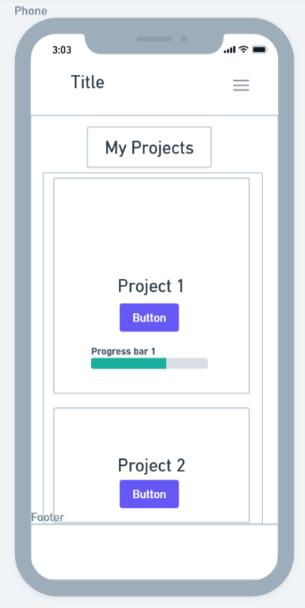 Phone
3:03
Title
My Projects
Project 1
Button
Progress bar 1
Project 2
Button
Footer